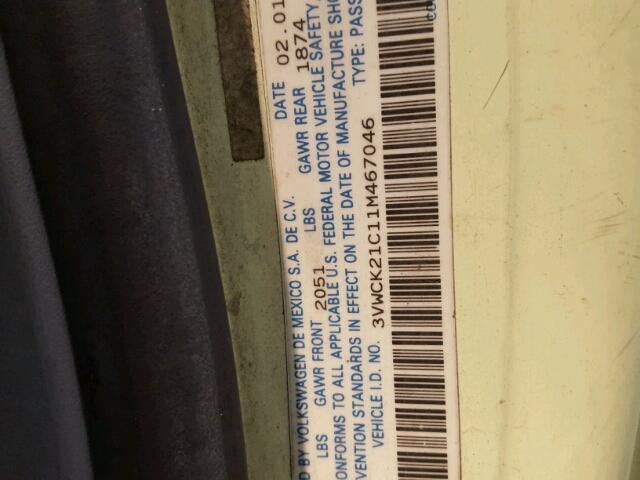 D BY VOLKSWAGEN DE MEXICO S.A. DE C.V. DATE 02.01
LBS GAWR FRONT 2051 LBS GAWR REAR 1874
ONFORMS TO ALL APPLICABLE U.S. FEDERAL MOTOR VEHICLE SAFETY,
VENTION STANDARDS IN EFFECT ON THE DATE OF MANUFACTURE SHO
VEHICLE I.D. NO. 3VWCK21C11M467046 TYPE: PASS